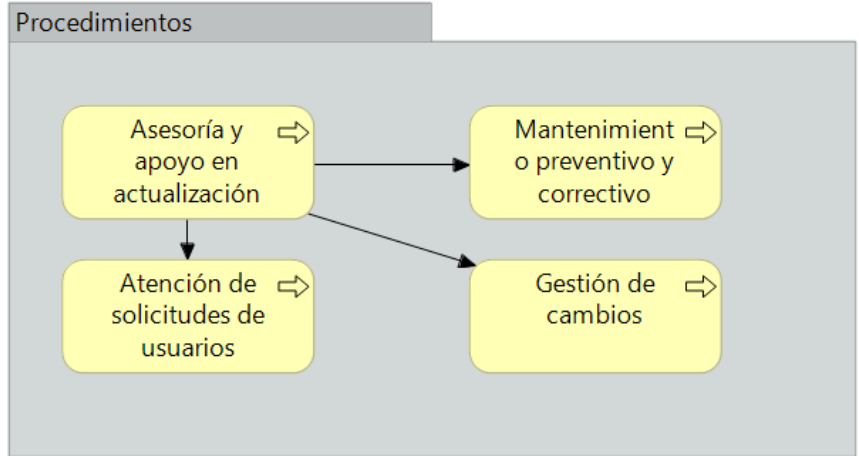 Procedimientos
Asesoría y
apoyo en
actualización
Mantenimient
o preventivo y
correctivo
Atención de
solicitudes de
usuarios
Gestión de
cambios